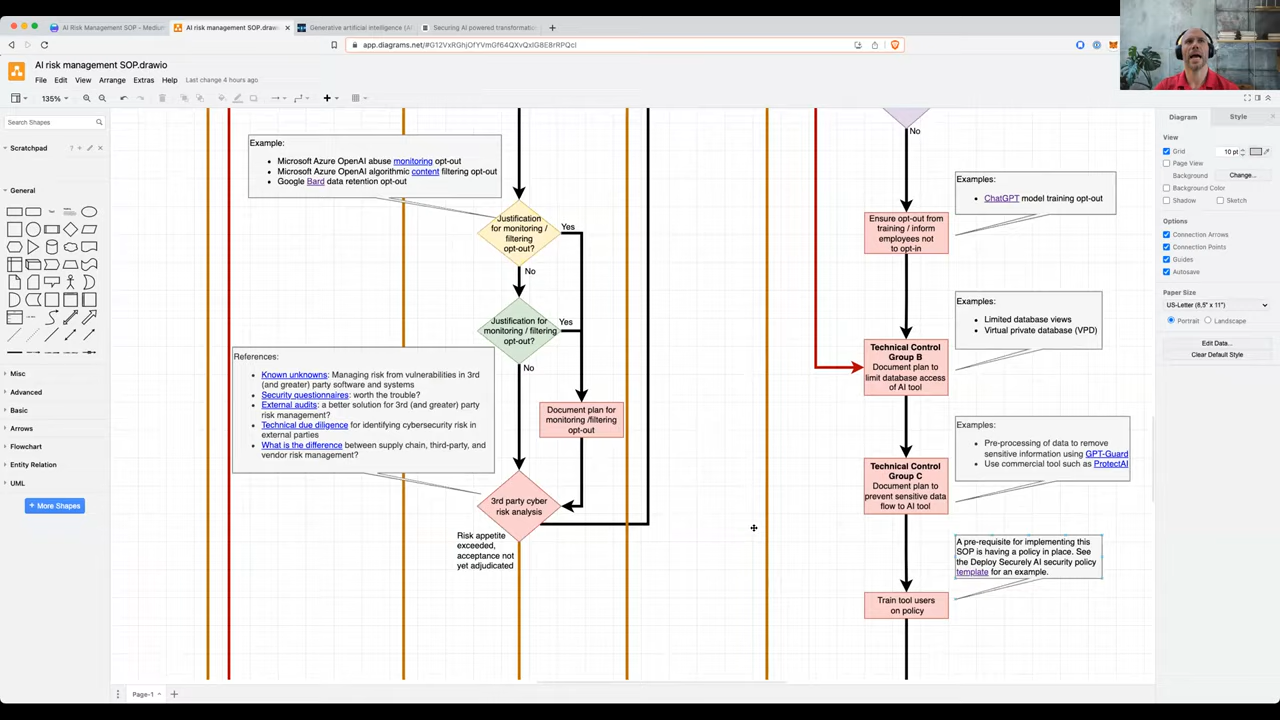 AI Risk Management SOP - Medium
AI risk management SOP.drawio
Generative artificial intelligence (AI
Securing AI powered transformation
AI risk management SOP.drawio
File Edit View Arrange Extras Help Last change 4 hours ago
135%
Search Shapes
Scratchpad
General
Misc
Advanced
Basic
Arrows
Flowchart
Entity Relation
UML
+ More Shapes
Example:
Microsoft Azure OpenAI abuse monitoring opt-out
Microsoft Azure OpenAI algorithmic content filtering opt-out
Google Bard data retention opt-out
Justification
for monitoring /
filtering
opt-out?
Yes
No
Justification for
monitoring / filtering
opt-out?
Yes
No
References:
Known unknowns: Managing risk from vulnerabilities in 3rd
(and greater) party software and systems
Security questionnaires: worth the trouble?
External audits: a better solution for 3rd (and greater) party
risk management?
Technical due diligence for identifying cybersecurity risk in
external parties
What is the difference between supply chain, third-party, and
vendor risk management?
Document plan for
monitoring /filtering
opt-out
3rd party cyber
risk analysis
Risk appetite
exceeded,
acceptance not
yet adjudicated
No
Examples:
ChatGPT model training opt-out
Ensure opt-out from
training / inform
employees not
to opt-in
Examples:
Limited database views
Virtual private database (VPD)
Technical Control
Group B
Document plan to
limit database access
of AI tool
Examples:
Pre-processing of data to remove
sensitive information using GPT-Guard
Use commercial tool such as ProtectAI
Technical Control
Group C
Document plan to
prevent sensitive data
flow to AI tool
A pre-requisite for implementing this
SOP is having a policy in place. See
the Deploy Securely AI security policy
template for an example.
Train tool users
on policy
Diagram
Style
View
Grid
10 pt
Page View
Background
Change...
Background Color
Shadow
Sketch
Options
Connection Arrows
Connection Points
Guides
Autosave
Paper Size
US-Letter (8,5" x 11")
Portrait
Landscape
Edit Data...
Clear Default Style
Page-1